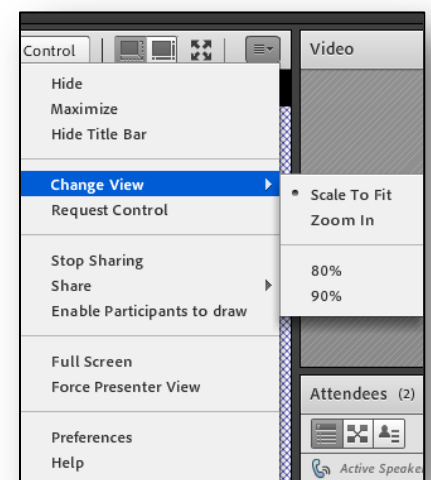 Control
Video
Hide
Maximize
Hide Title Bar
Change View
Request Control
Scale To Fit
Zoom In
80%
90%
Stop Sharing
Share
Enable Participants to draw
Full Screen
Force Presenter View
Preferences
Help
Attendees (2)
Active Speake